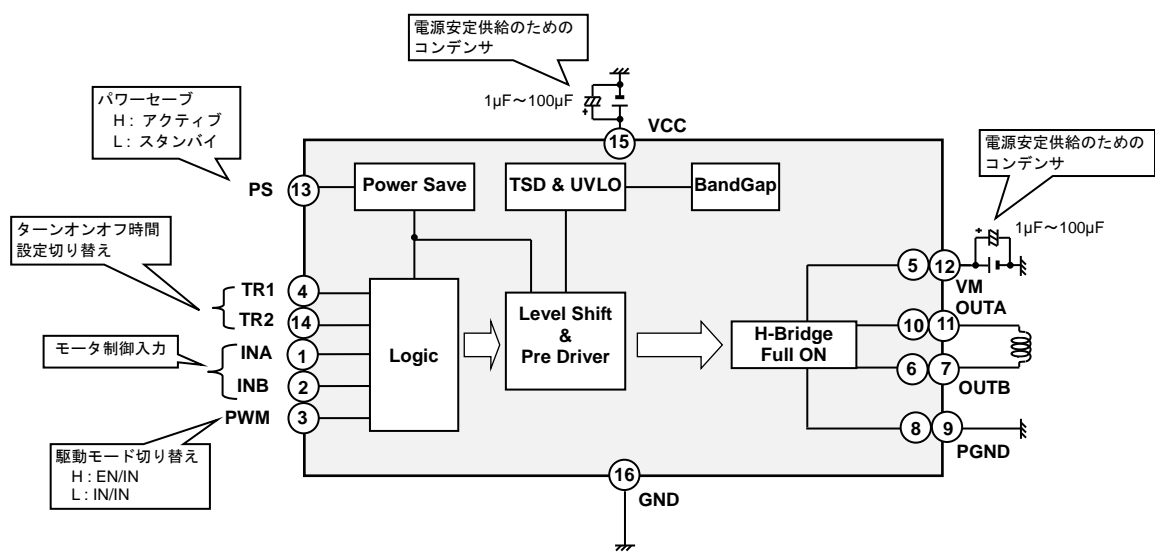 電源安定供給のための
コンデンサ
1μF～100μF
パワーセーブ
H : アクティブ
L : スタンバイ
15
VCC
電源安定供給のための
コンデンサ
1μF～100μF
PS
13
Power Save
TSD & UVLO
BandGap
ターンオンオフ時間
設定切り替え
TR1
4
TR2
14
モータ制御入力
INA
1
INB
2
PWM
3
駆動モード切り替え
H : EN/IN
L : IN/IN
Logic
Level Shift
&
Pre Driver
H-Bridge
Full ON
5
12
VM
OUTA
10
11
6
7
OUTB
8
9
PGND
16
GND